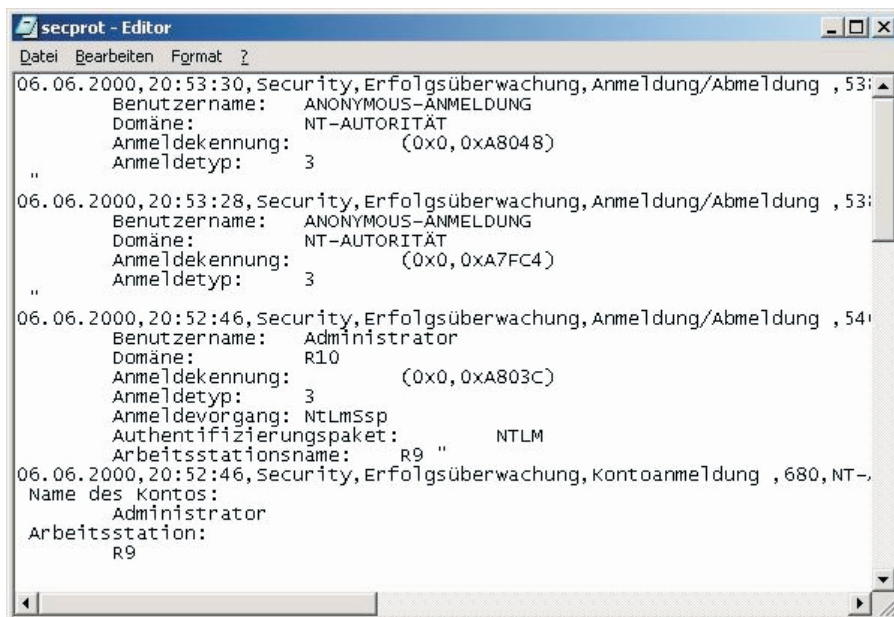 secprot - Editor
Datei Bearbeiten Format ?
06.06.2000,20:53:30,Security,Erfolgsüberwachung,Anmeldung/Abmeldung ,538
Benutzername: ANONYMOUS-ANMELDUNG
Domäne: NT-AUTORITÄT
Anmeldekennung: (0x0,0xA8048)
Anmeldetyp: 3
"
06.06.2000,20:53:28,Security,Erfolgsüberwachung,Anmeldung/Abmeldung ,538
Benutzername: ANONYMOUS-ANMELDUNG
Domäne: NT-AUTORITÄT
Anmeldekennung: (0x0,0xA7FC4)
Anmeldetyp: 3
"
06.06.2000,20:52:46,Security,Erfolgsüberwachung,Anmeldung/Abmeldung ,54
Benutzername: Administrator
Domäne: R10
Anmeldekennung: (0x0,0xA803C)
Anmeldetyp: 3
Anmeldevorgang: NtLmSsp
Authentifizierungspaket: NTLM
Arbeitsstationsname: R9 "
06.06.2000,20:52:46,Security,Erfolgsüberwachung,Kontoanmeldung ,680,NT-
Name des Kontos:
Administrator
Arbeitsstation:
R9